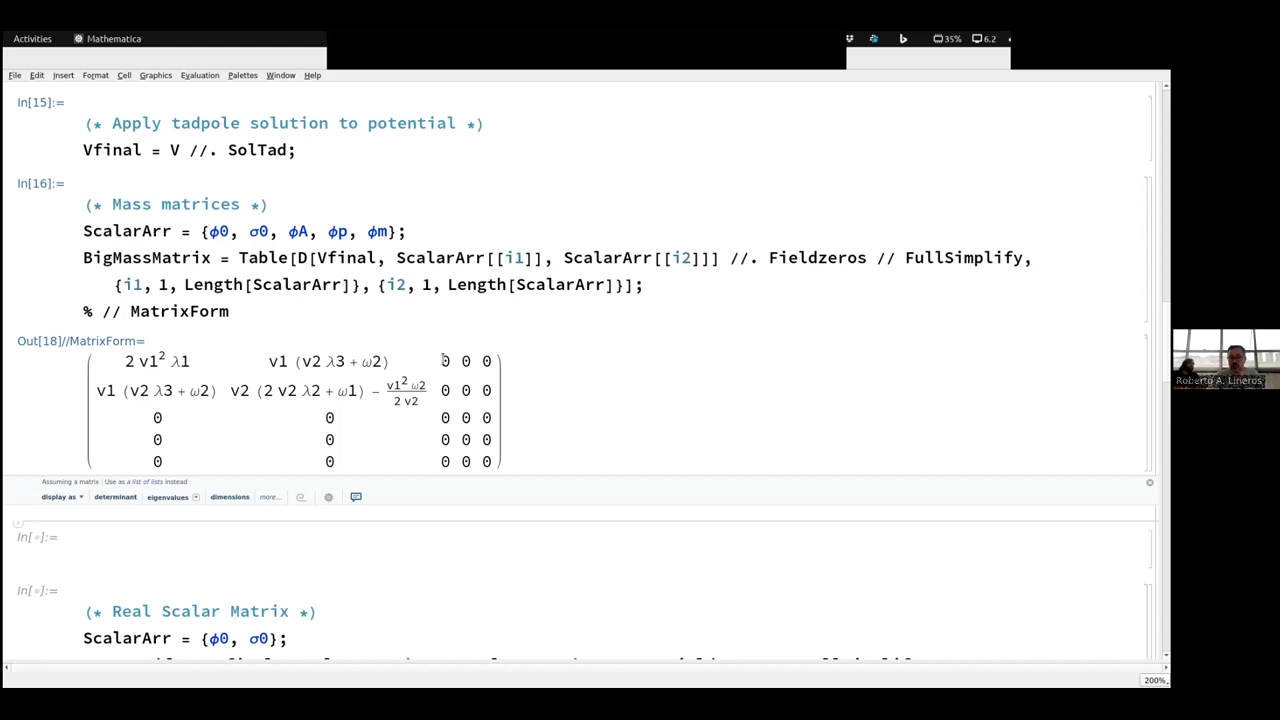 Activities Mathematica 35% 6.2
File Edit Insert Format Cell Graphics Evaluation Palettes Window Help
In[15]:=
(* Apply tadpole solution to potential *)
Vfinal = V //. SolTad;
In[16]:=
(* Mass matrices *)
ScalarArr = {ϕ0, σ0, ϕA, ϕp, ϕm};
BigMassMatrix = Table[D[Vfinal, ScalarArr[[i1]], ScalarArr[[i2]]] //. Fieldzeros // FullSimplify,
{i1, 1, Length[ScalarArr]}, {i2, 1, Length[ScalarArr]}];
% // MatrixForm
Out[18]//MatrixForm=
2 v1² λ1 v1 (v2 λ3 + ω2) 0 0 0
v1 (v2 λ3 + ω2) v2 (2 v2 λ2 + ω1) − v1² ω2 / 2 v2 0 0 0
0 0 0 0 0
0 0 0 0 0
0 0 0 0 0
Assuming a matrix | Use as a list of lists instead
display as determinant eigenvalues dimensions more...
In[∘]:=
In[∘]:=
(* Real Scalar Matrix *)
ScalarArr = {ϕ0, σ0};
200%
Roberto A. Lineros